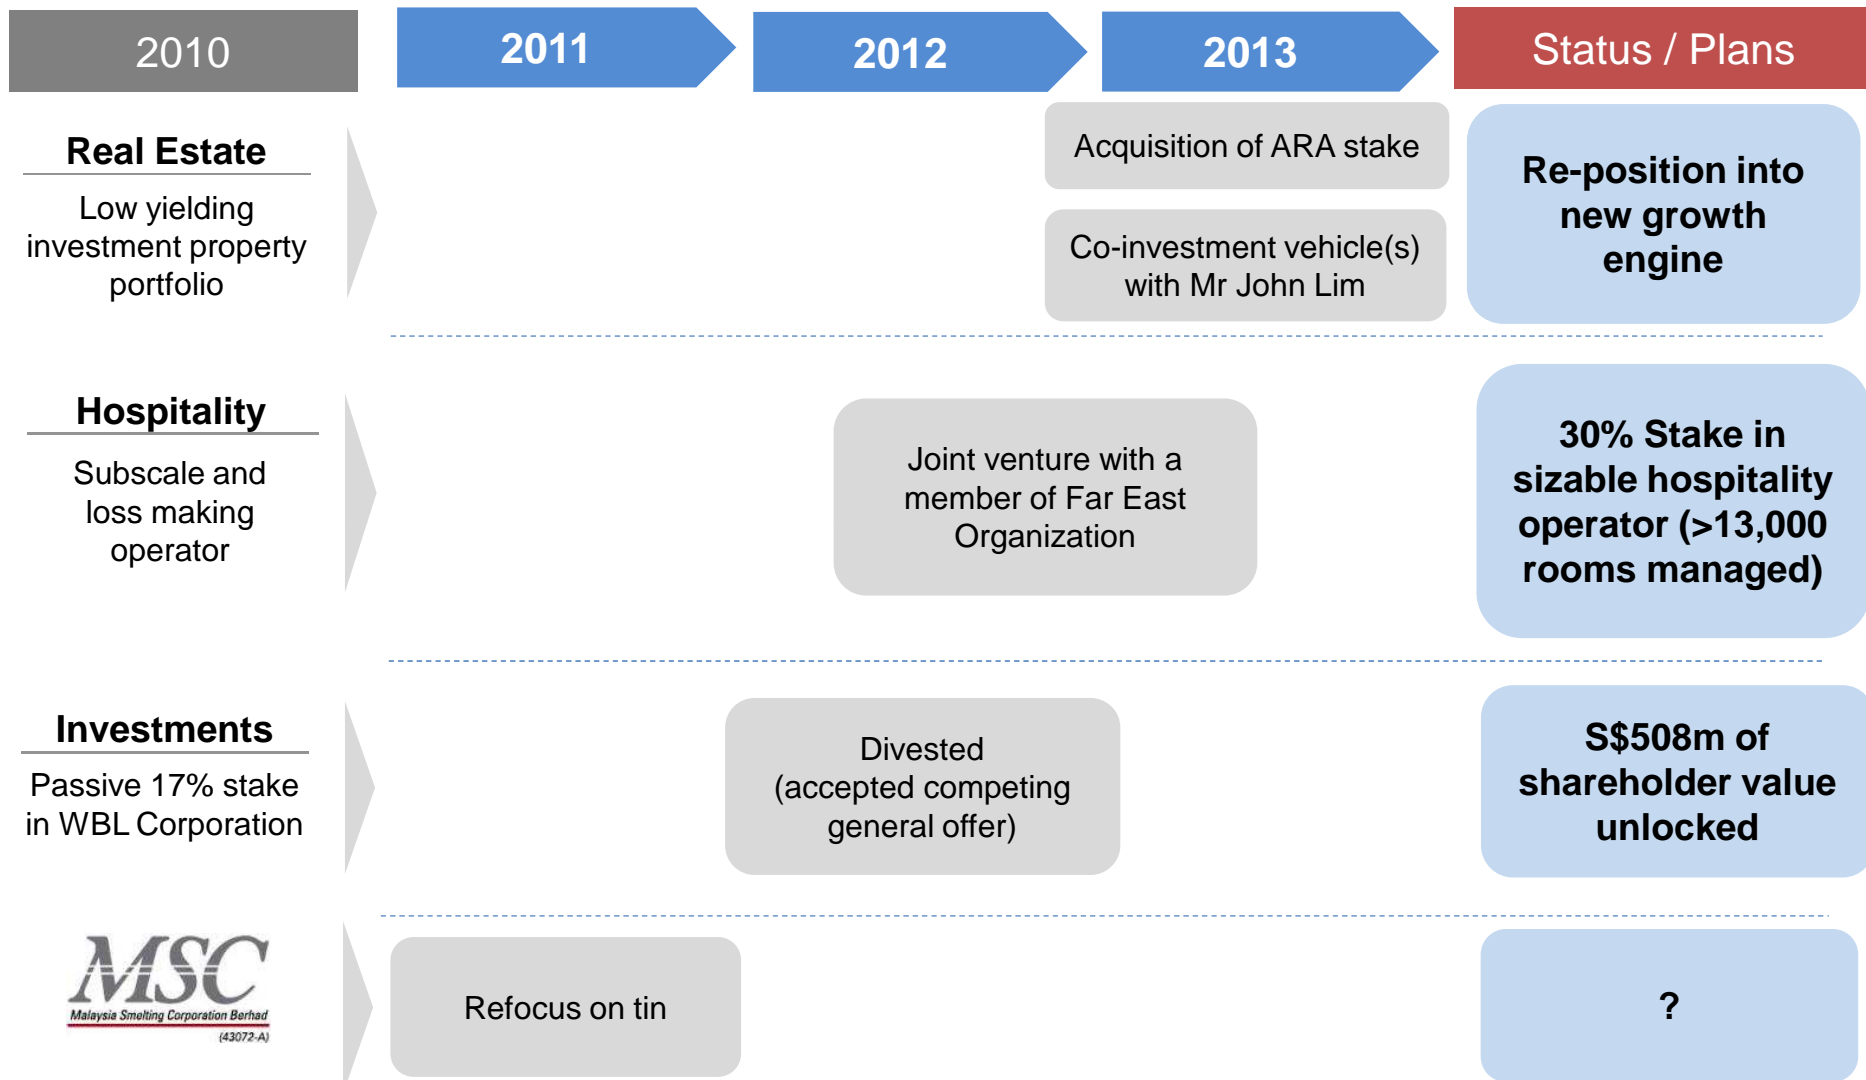 2010
2011
2012
2013
Status / Plans
Real Estate
Low yielding
investment property
portfolio
Acquisition of ARA stake
Co-investment vehicle(s)
with Mr John Lim
Re-position into
new growth
engine
Hospitality
Subscale and
loss making
operator
Joint venture with a
member of Far East
Organization
30% Stake in
sizable hospitality
operator (>13,000
rooms managed)
Investments
Passive 17% stake
in WBL Corporation
Divested
(accepted competing
general offer)
S$508m of
shareholder value
unlocked
MSC
Malaysia Smelting Corporation Berhad
(43072-A)
Refocus on tin
?